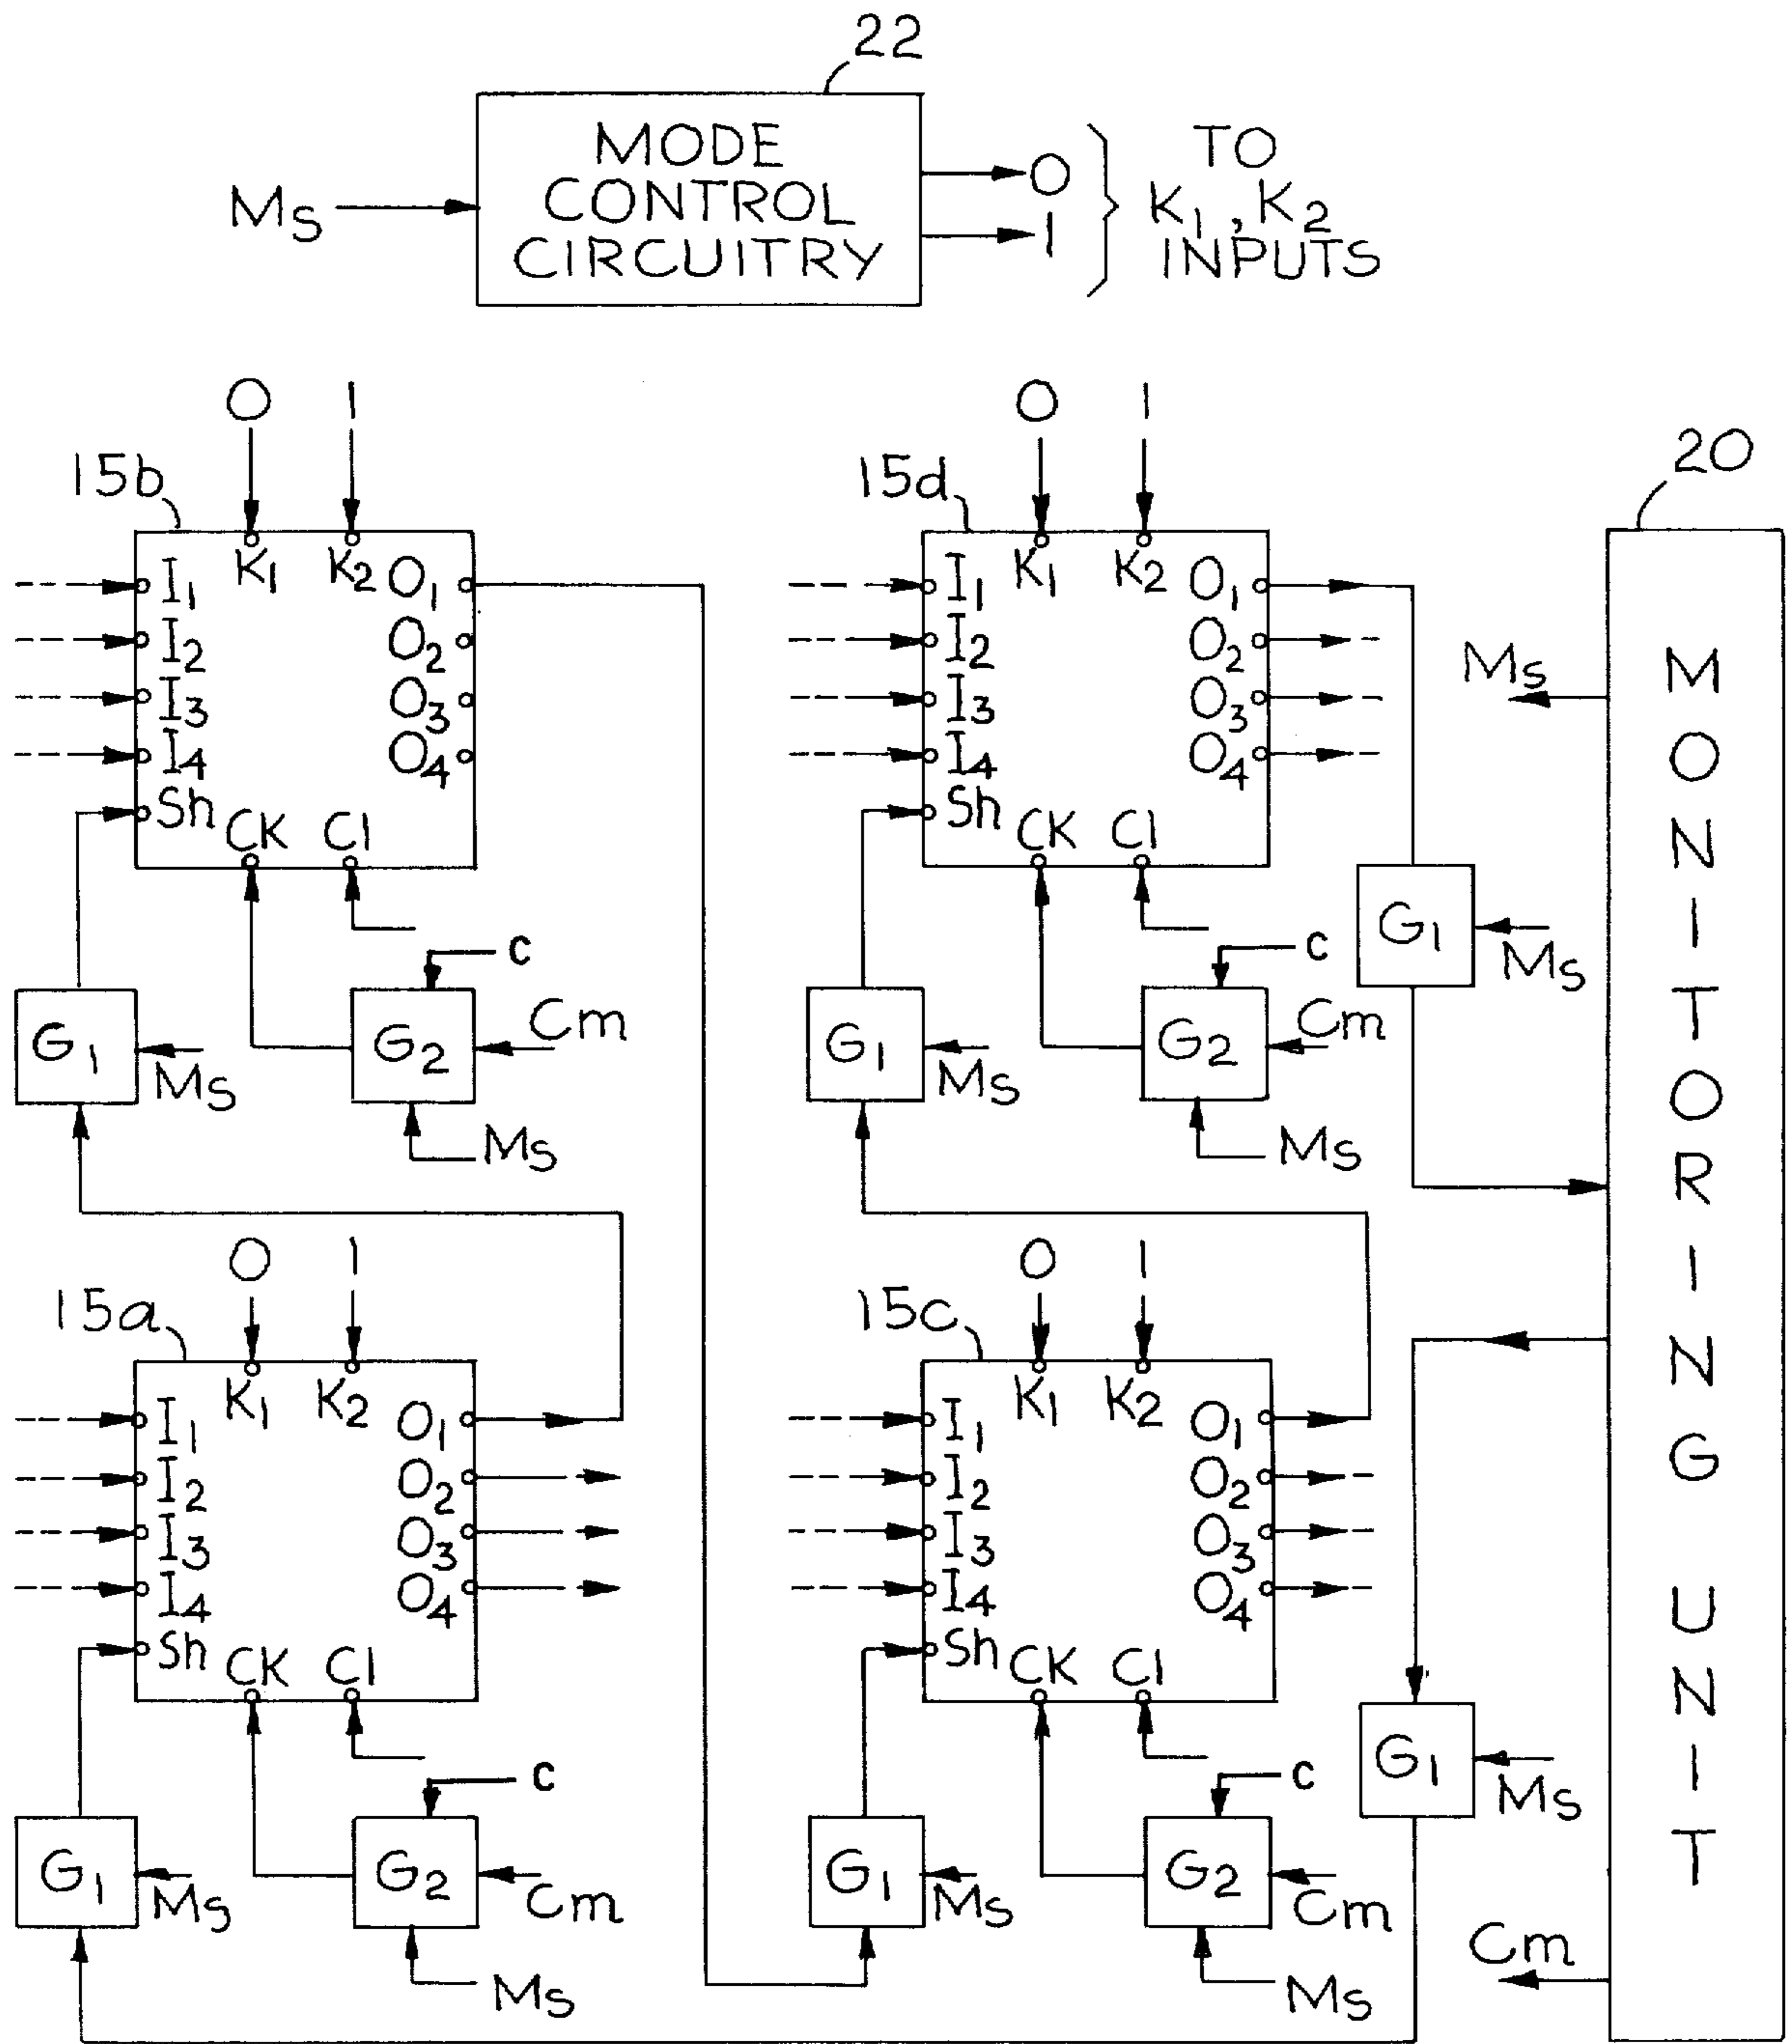 22
MODE
CONTROL
CIRCUITRY
MS
0
1
TO
K1, K2
INPUTS
0 1
15b
K1 K2
I1 O1
I2 O2
I3 O3
I4 O4
Sh
CK Cl
c
G1
MS
G2
Cm
MS
0 1
15d
K1 K2
I1 O1
I2 O2
I3 O3
I4 O4
Sh
CK Cl
c
G1
MS
G2
Cm
MS
G1
MS
0 1
15a
K1 K2
I1 O1
I2 O2
I3 O3
I4 O4
Sh
CK Cl
c
G1
MS
G2
Cm
MS
0 1
15c
K1 K2
I1 O1
I2 O2
I3 O3
I4 O4
Sh
CK Cl
c
G1
MS
G2
Cm
MS
G1
MS
20
MS
MONITORING UNIT
Cm